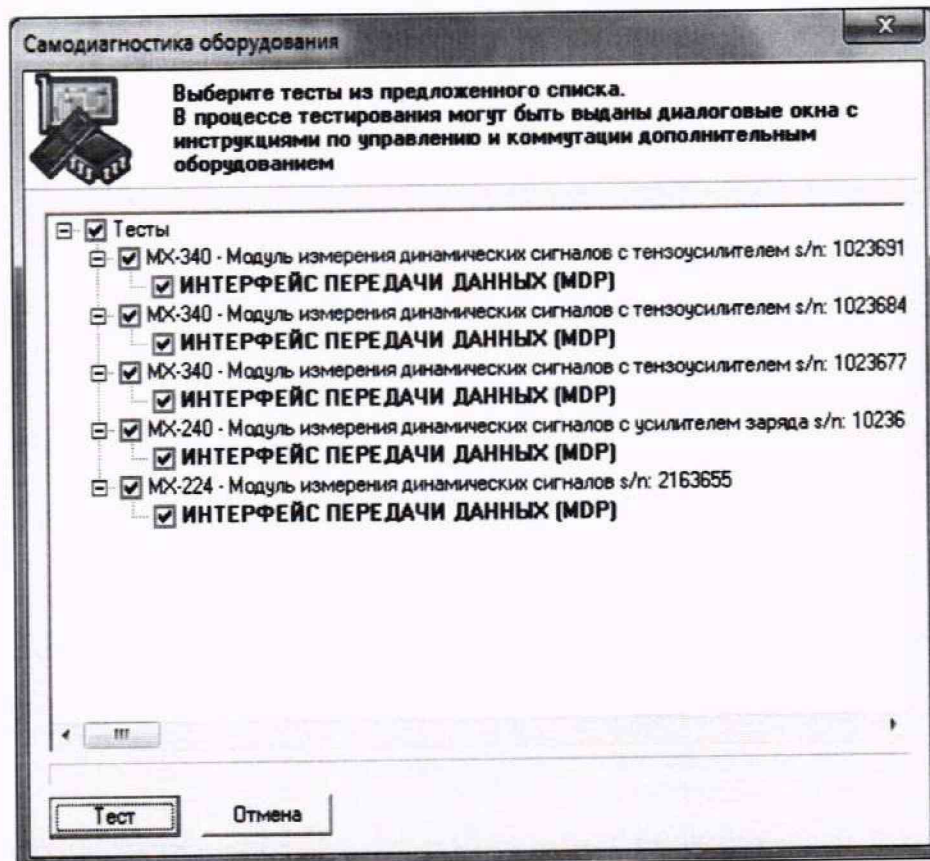 Самодиагностика оборудования
X
Выберите тесты из предложенного списка.
В процессе тестирования могут быть выданы диалоговые окна с
инструкциями по управлению и коммутации дополнительным
оборудованием
Тесты
MX-340 - Модуль измерения динамических сигналов с тензоусилителем s/n: 1023691
ИНТЕРФЕЙС ПЕРЕДАЧИ ДАННЫХ (MDP)
MX-340 - Модуль измерения динамических сигналов с тензоусилителем s/n: 1023684
ИНТЕРФЕЙС ПЕРЕДАЧИ ДАННЫХ (MDP)
MX-340 - Модуль измерения динамических сигналов с тензоусилителем s/n: 1023677
ИНТЕРФЕЙС ПЕРЕДАЧИ ДАННЫХ (MDP)
MX-240 - Модуль измерения динамических сигналов с усилителем заряда s/n: 10236
ИНТЕРФЕЙС ПЕРЕДАЧИ ДАННЫХ (MDP)
MX-224 - Модуль измерения динамических сигналов s/n: 2163655
ИНТЕРФЕЙС ПЕРЕДАЧИ ДАННЫХ (MDP)
Тест
Отмена